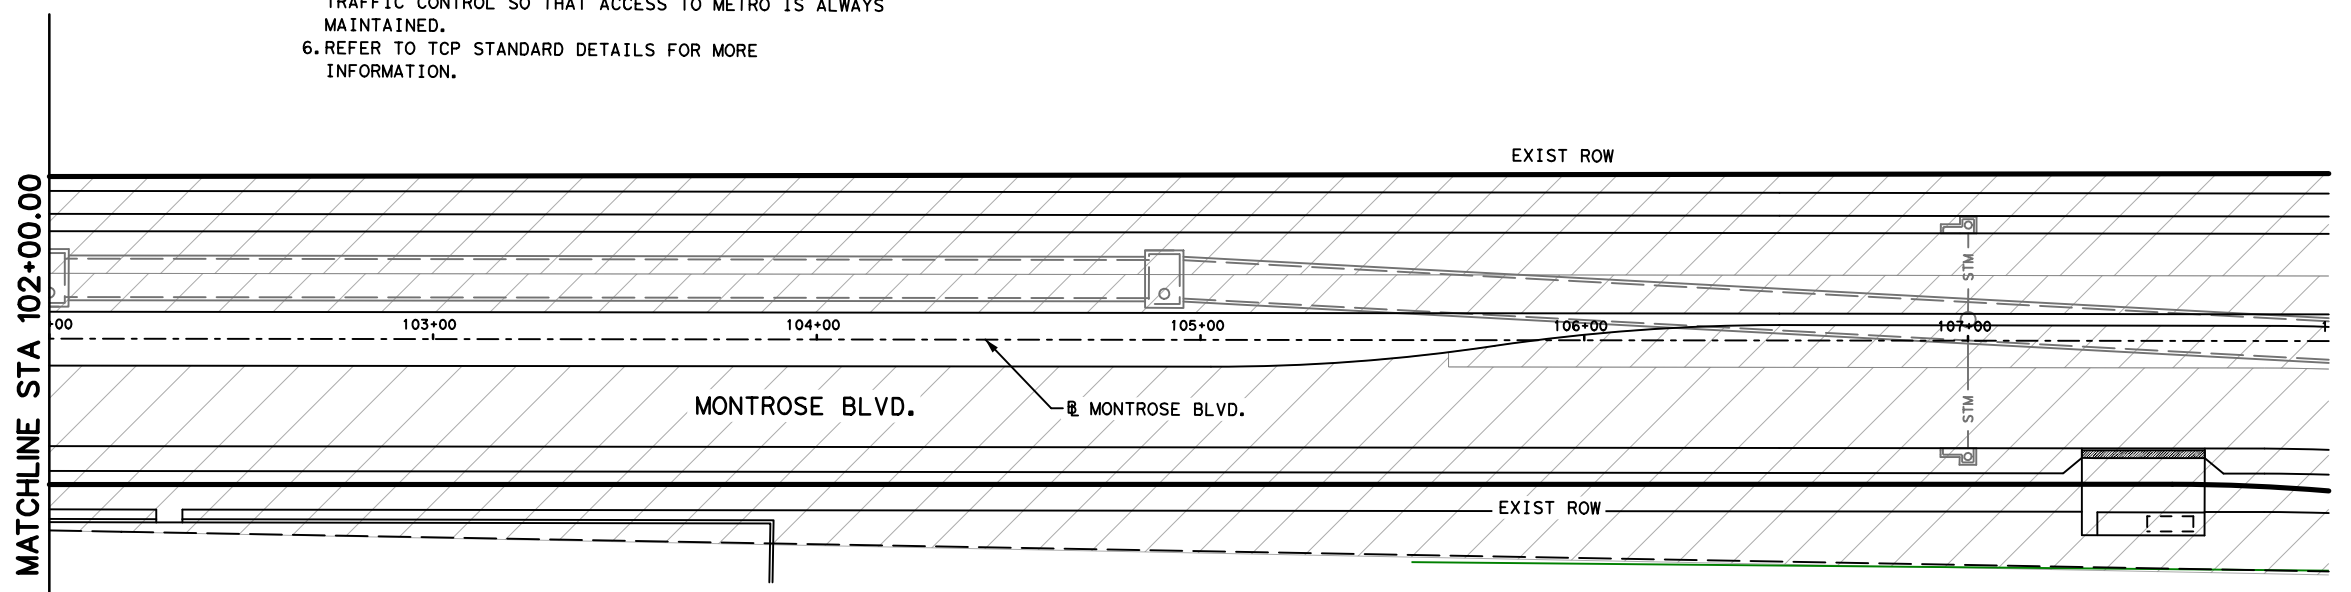 TRAFFIC CONTROL SO THAT ACCESS TO METRO IS ALWAYS
MAINTAINED.
6. REFER TO TCP STANDARD DETAILS FOR MORE
INFORMATION.
EXIST ROW
MATCHLINE STA 102+00.00
+00
103+00
104+00
105+00
106+00
107+00
STM
STM
MONTROSE BLVD.
BL MONTROSE BLVD.
EXIST ROW